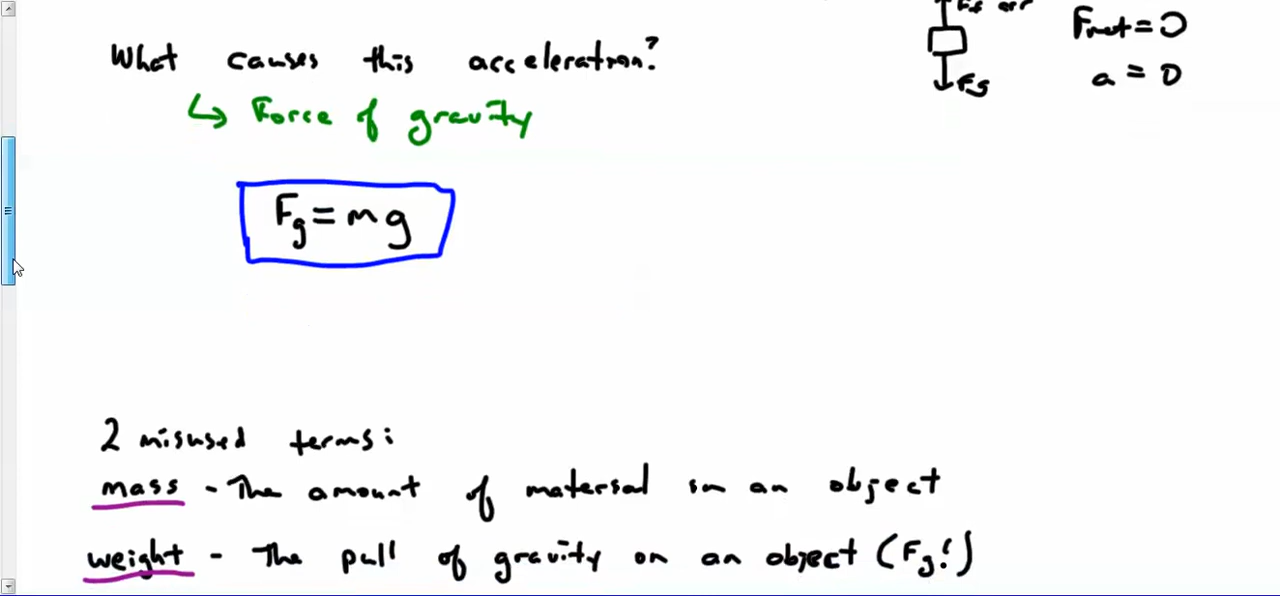 What causes this acceleration?
↳ Force of gravity
Fg = mg
Fnet = 0
a = 0
Fg
2 misused terms:
mass - The amount of material in an object
weight - The pull of gravity on an object (Fg!)